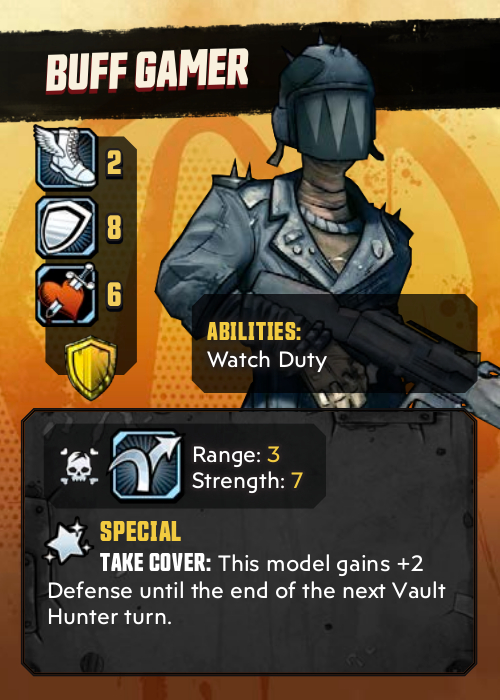 BUFF GAMER
2
8
6
ABILITIES:
Watch Duty
Range: 3
Strength: 7
SPECIAL
TAKE COVER: This model gains +2
Defense until the end of the next Vault
Hunter turn.